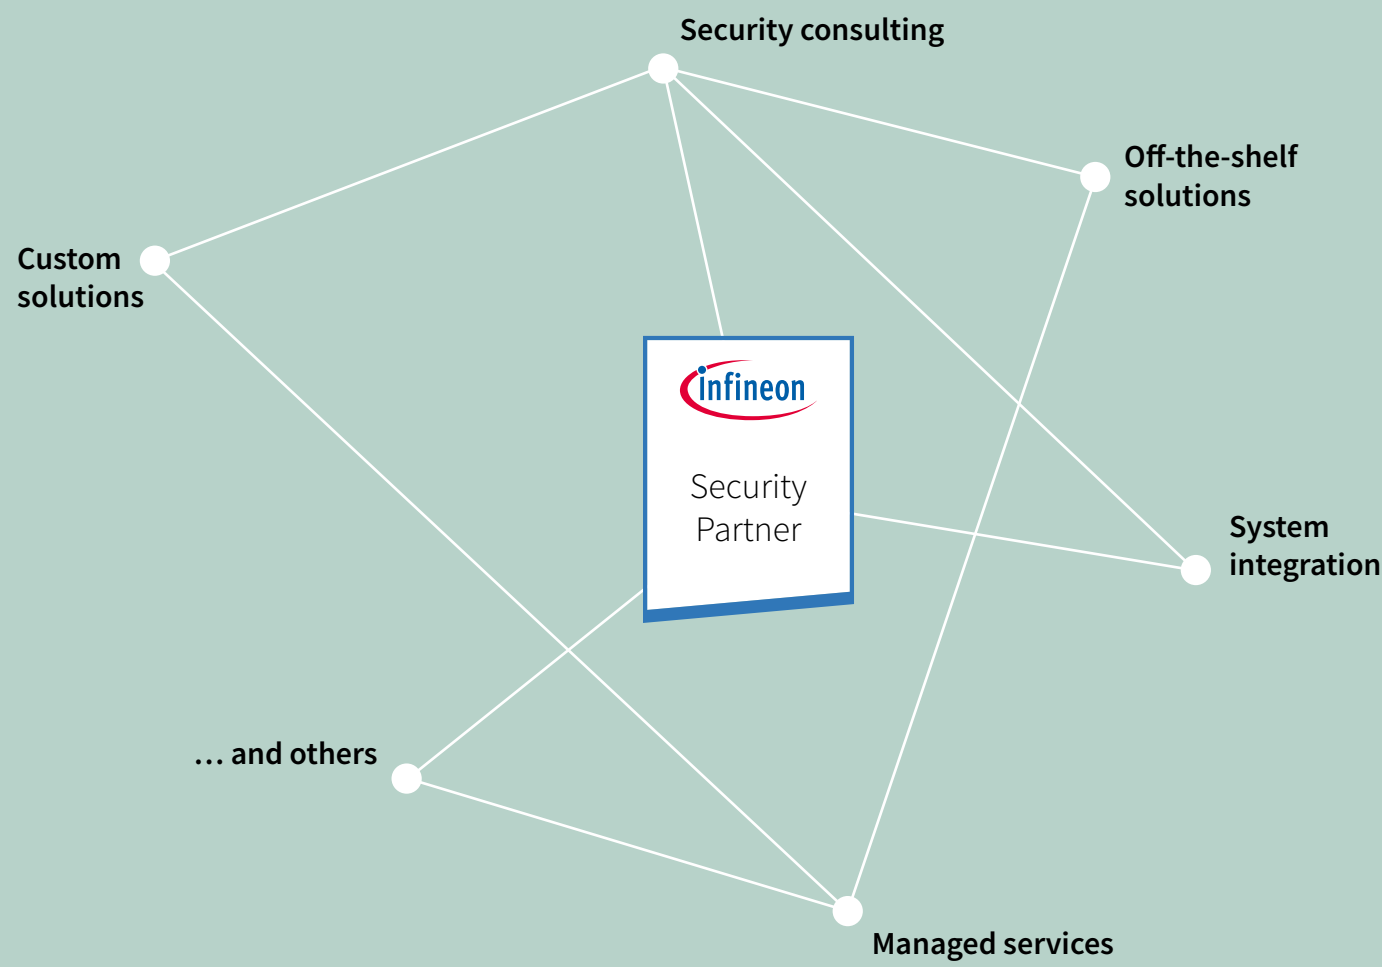 Security consulting
Off-the-shelf
solutions
Custom
solutions
infineon
Security
Partner
System
integration
… and others
Managed services